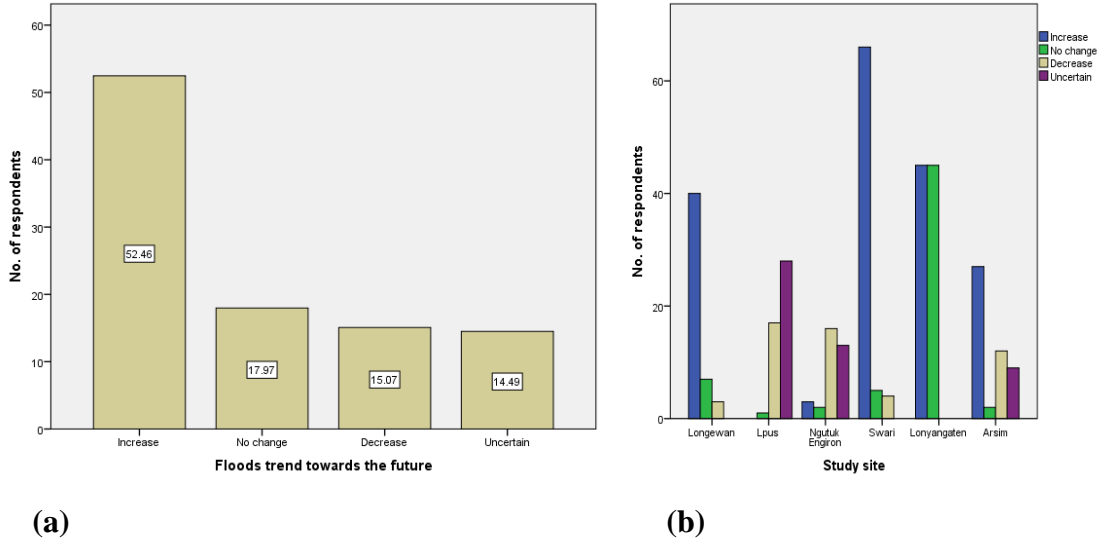 No. of respondents
60
50
40
30
20
10
0
52.46
17.97
15.07
14.49
Increase
No change
Decrease
Uncertain
Floods trend towards the future
(a)
No. of respondents
60
40
20
0
Increase
No change
Decrease
Uncertain
Longewan
Lpus
Ngutuk
Engiron
Swari
Lonyangaten
Arsim
Study site
(b)